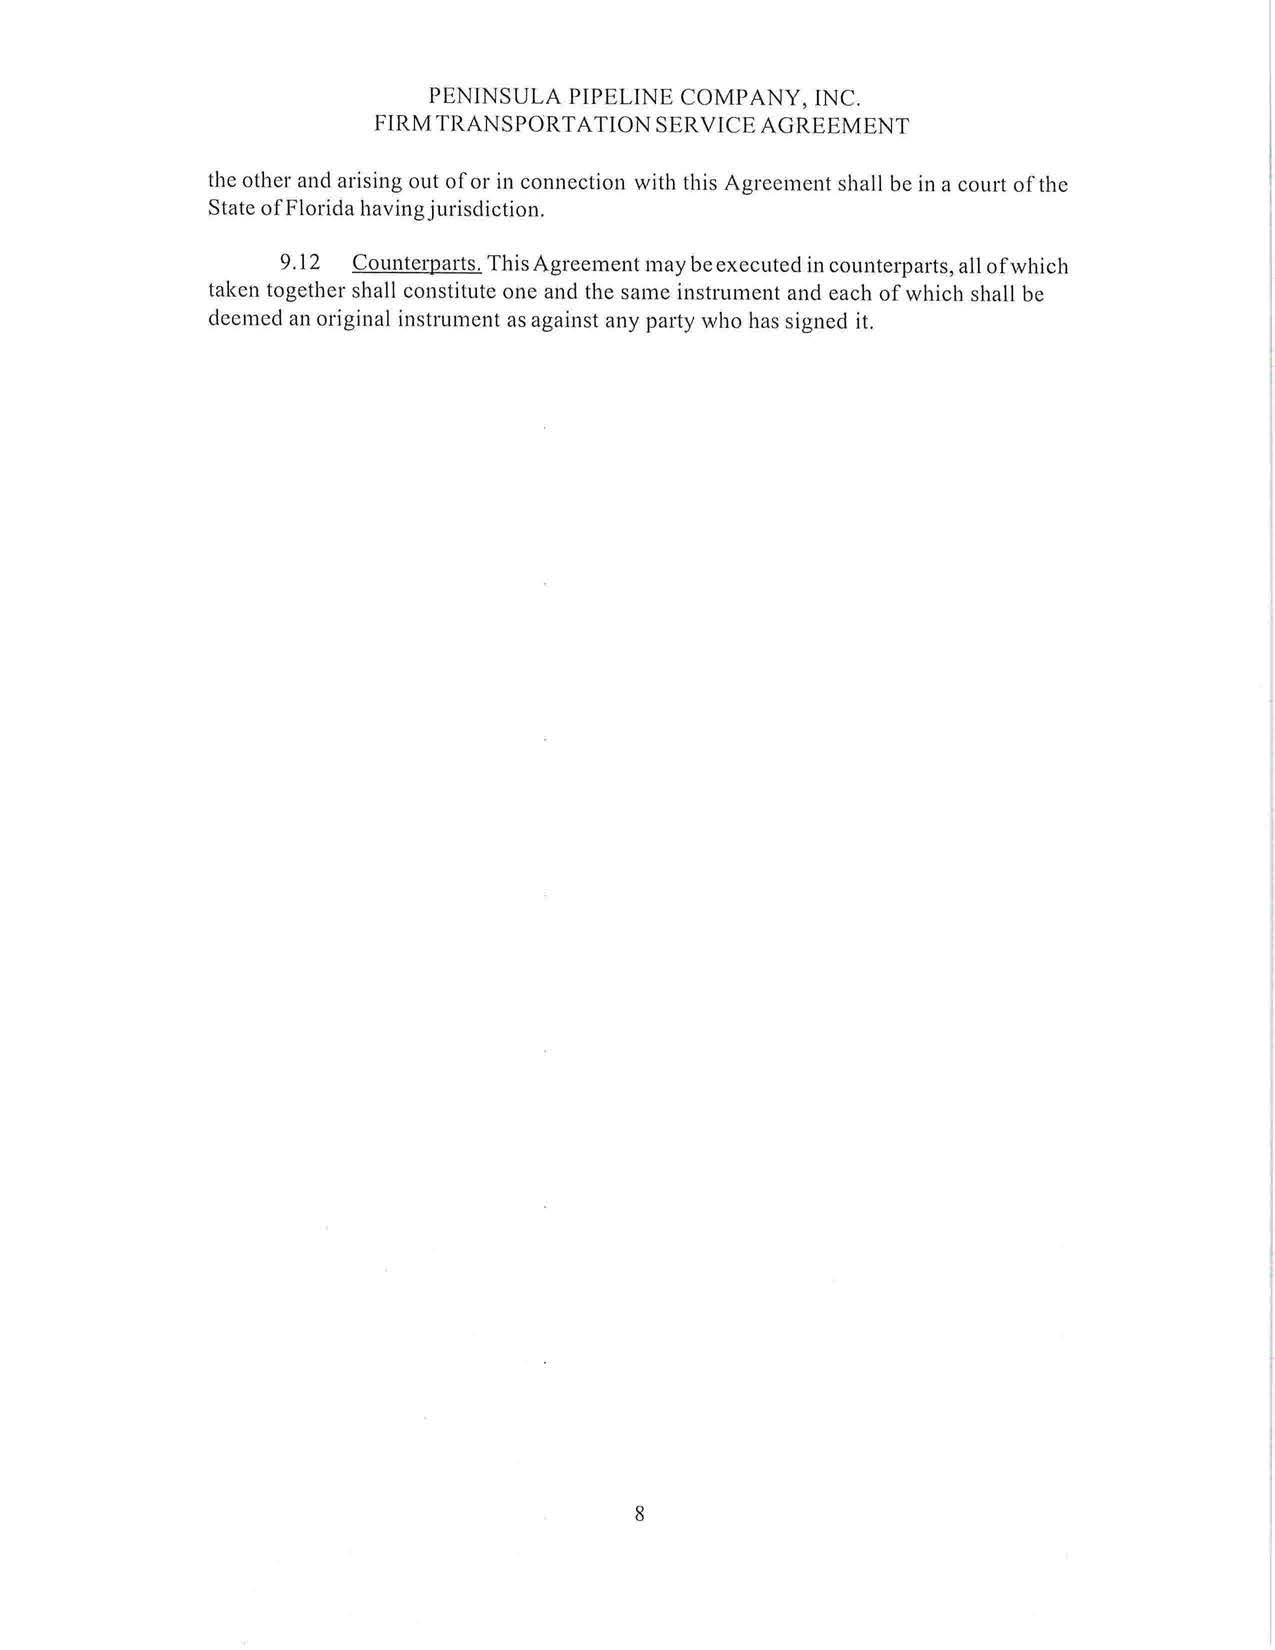 PENINSULA PIPELINE COMPANY, INC.
FIRM TRANSPORTATION SERVICE AGREEMENT
the other and arising out of or in connection with this Agreement shall be in a court of the
State of Florida having jurisdiction.
9.12 Counterparts. This Agreement may be executed in counterparts, all of which
taken together shall constitute one and the same instrument and each of which shall be
deemed an original instrument as against any party who has signed it.
8